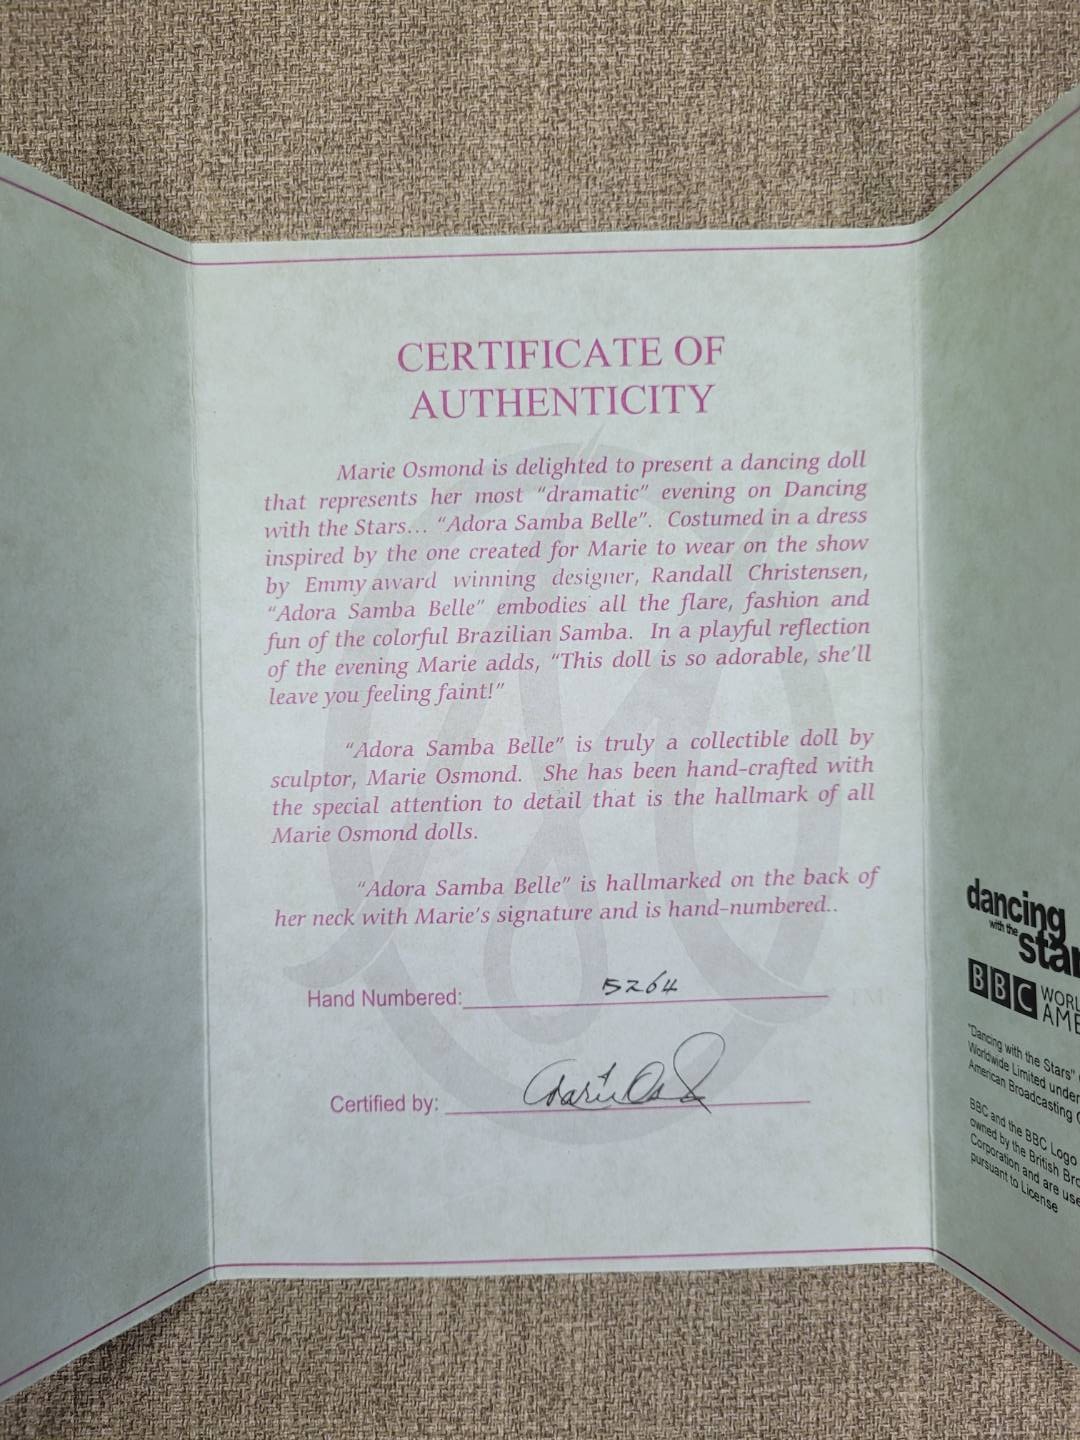 CERTIFICATE OF
AUTHENTICITY
Marie Osmond is delighted to present a dancing doll
that represents her most “dramatic” evening on Dancing
with the Stars... “Adora Samba Belle”. Costumed in a dress
inspired by the one created for Marie to wear on the show
by Emmy award winning designer, Randall Christensen,
“Adora Samba Belle” embodies all the flare, fashion and
fun of the colorful Brazilian Samba. In a playful reflection
of the evening Marie adds, “This doll is so adorable, she'll
leave you feeling faint!”
“Adora Samba Belle” is truly a collectible doll by
sculptor, Marie Osmond. She has been hand-crafted with
the special attention to detail that is the hallmark of all
Marie Osmond dolls.
“Adora Samba Belle” is hallmarked on the back of
her neck with Marie's signature and is hand-numbered..
Hand Numbered: 5264
Certified by: Marie Os
dancing
with the
star
BBC WORL
AME
"Dancing with the Stars"
Worldwide Limited under
American Broadcasting
BBC and the BBC Logo
owned by the British Bro
Corporation and are use
pursuant to License
TM